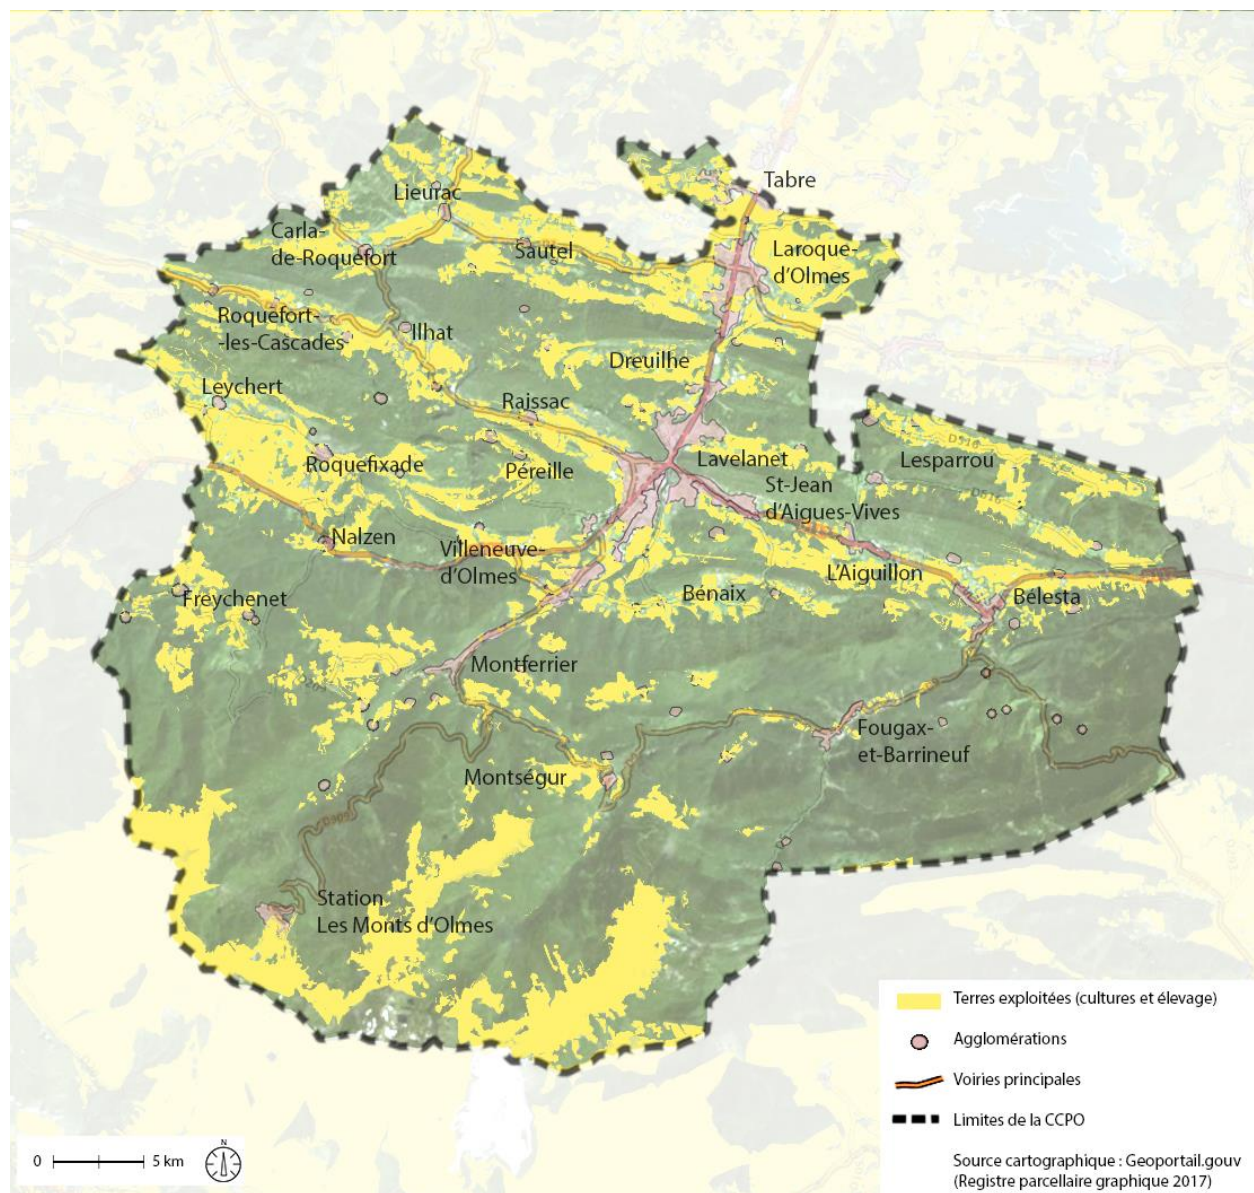 Tabre
Lieurac
Carla-
de-Roquefort
Sautel
Laroque-
d'Olmes
Roquefort-
-les-Cascades
Ilhat
Dreuilhe
Leychert
Raissac
Roquefixade
Péreille
Lavelanet
Lesparrou
D516
St-Jean
d'Aigues-Vives
Nalzen
Villeneuve-
d'Olmes
L'Aiguillon
Freychenet
Bénaix
Bélesta
Montferrier
Fougax-
et-Barrineuf
Montségur
Station
Les Monts d'Olmes
Terres exploitées (cultures et élevage)
Agglomérations
Voiries principales
Limites de la CCPO
Source cartographique : Geoportail.gouv
(Registre parcellaire graphique 2017)
0 5 km
N